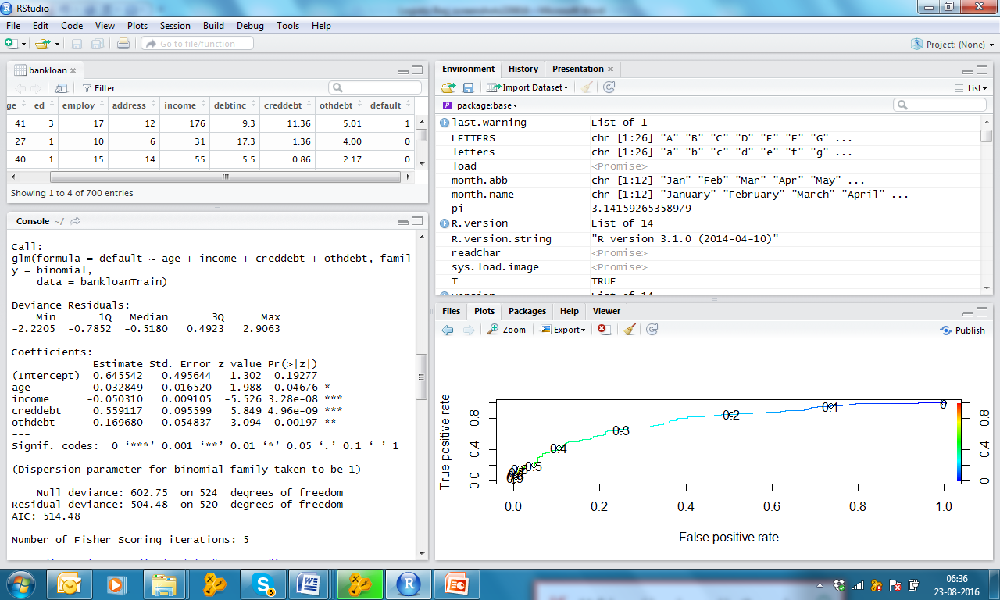 RStudio
File Edit Code View Plots Session Build Debug Tools Help
Go to file/function
Project: (None)
bankloan
Filter
ge ed employ address income debtinc creddebt othdebt default
41 3 17 12 176 9.3 11.36 5.01 1
27 1 10 6 31 17.3 1.36 4.00 0
40 1 15 14 55 5.5 0.86 2.17 0
Showing 1 to 4 of 700 entries
Console ~/
Call:
glm(formula = default ~ age + income + creddebt + othdebt, famil
y = binomial,
    data = bankloanTrain)
Deviance Residuals:
    Min      1Q   Median      3Q     Max
-2.2205 -0.7852 -0.5180 0.4923 2.9063
Coefficients:
             Estimate Std. Error z value Pr(>|z|)
(Intercept) 0.645542 0.495644 1.302 0.19277
age -0.032849 0.016520 -1.988 0.04676 *
income -0.050310 0.009105 -5.526 3.28e-08 ***
creddebt 0.559117 0.095599 5.849 4.96e-09 ***
othdebt 0.169680 0.054837 3.094 0.00197 **
---
Signif. codes: 0 ‘***’ 0.001 ‘**’ 0.01 ‘*’ 0.05 ‘.’ 0.1 ‘ ’ 1
(Dispersion parameter for binomial family taken to be 1)
    Null deviance: 602.75 on 524 degrees of freedom
Residual deviance: 504.48 on 520 degrees of freedom
AIC: 514.48
Number of Fisher Scoring iterations: 5
Environment History Presentation
Import Dataset List
package:base
last.warning List of 1
LETTERS chr [1:26] "A" "B" "C" "D" "E" "F" "G" ...
letters chr [1:26] "a" "b" "c" "d" "e" "f" "g" ...
load <Promise>
month.abb chr [1:12] "Jan" "Feb" "Mar" "Apr" "May" ...
month.name chr [1:12] "January" "February" "March" "April" ...
pi 3.14159265358979
R.version List of 14
R.version.string "R version 3.1.0 (2014-04-10)"
readChar <Promise>
sys.load.image <Promise>
T TRUE
version List of 14
Files Plots Packages Help Viewer
Zoom Export Publish
True positive rate
0.0 0.4 0.8
0.5 0.4 0.3 0.2 0.1 0
0 0.4 0.8
0.0 0.2 0.4 0.6 0.8 1.0
False positive rate
06:36
23-08-2016